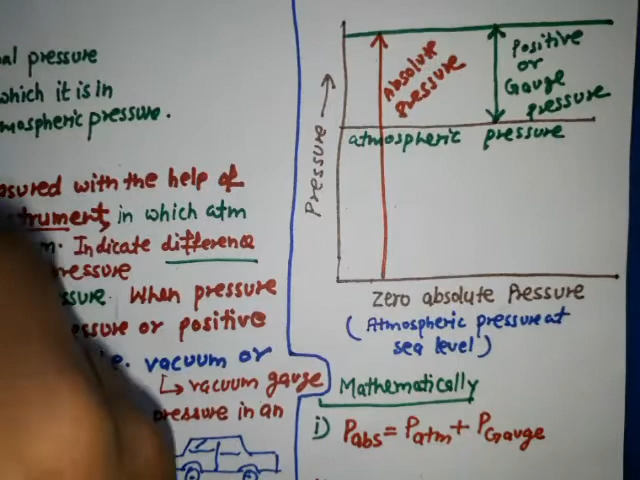 al pressure
which it is in
mospheric pressure.
asured with the help of
trument, in which atm
m. Indicate difference
ressure
ssure. When pressure
ssure or positive
e. vacuum or
↳ vacuum gauge
pressure in an
Pressure →
Absolute
pressure
Positive
or
Gauge
pressure
atmospheric pressure
Zero absolute Pressure
(Atmospheric pressure at
sea level)
Mathematically
i) Pabs = Patm + PGauge